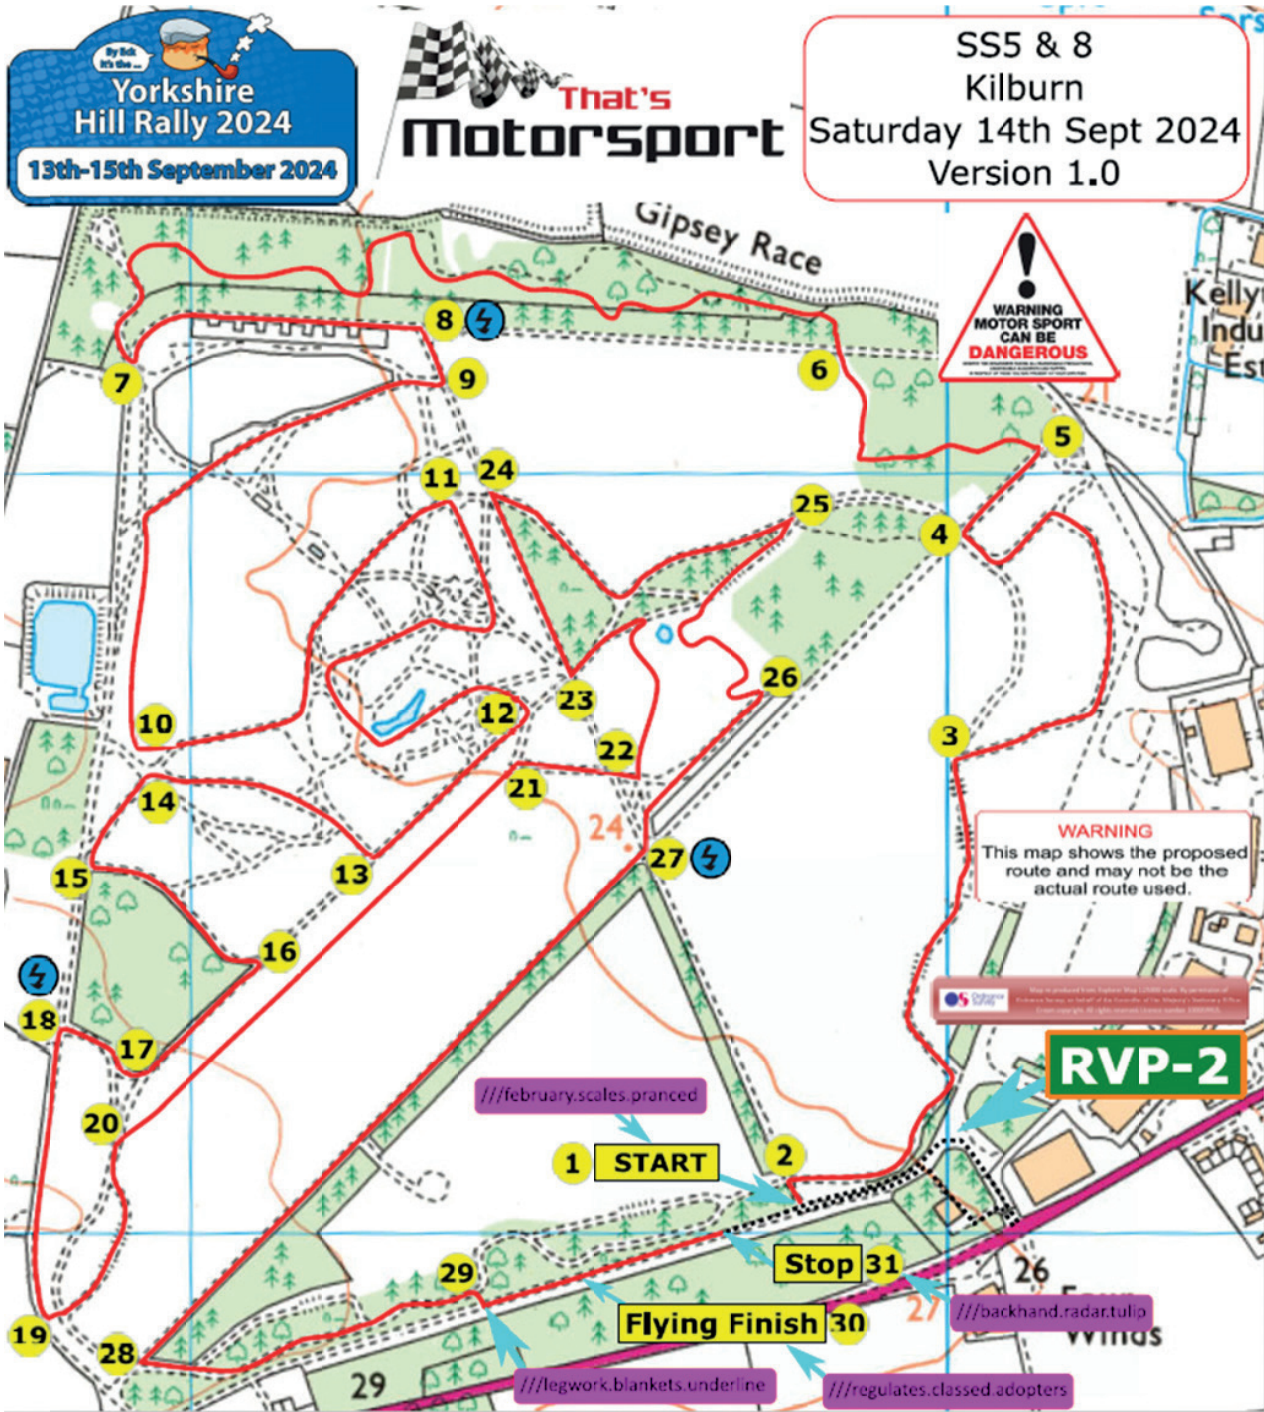 By Eck
it's the ...
Yorkshire
Hill Rally 2024
13th-15th September 2024
That's
Motorsport
SS5 & 8
Kilburn
Saturday 14th Sept 2024
Version 1.0
Gipsey Race
WARNING
MOTOR SPORT
CAN BE
DANGEROUS
Kelly
Indu
Est
21
8
7
9
6
5
11
24
25
4
10
12
23
26
22
3
21
14
24
27
13
15
16
WARNING
This map shows the proposed
route and may not be the
actual route used.
Ordnance
Survey
18
17
RVP-2
20
///february.scales.pranced
1
START
2
29
Stop
31
26
27
///backhand.radar.tulip
Winds
19
28
Flying Finish
30
29
///legwork.blankets.underline
///regulates.classed.adopters